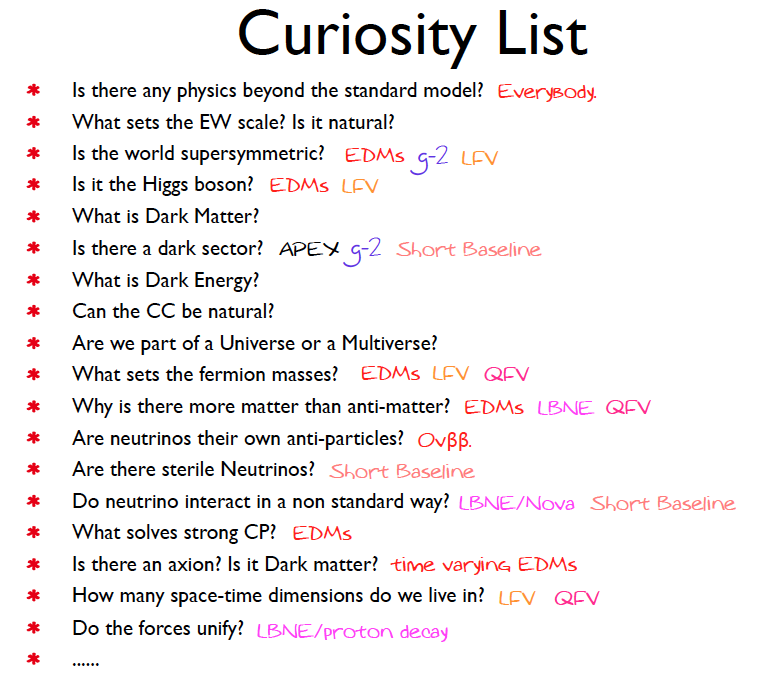 Curiosity List
* Is there any physics beyond the standard model? Everybody.
* What sets the EW scale? Is it natural?
* Is the world supersymmetric? EDMs g-2 LFV
* Is it the Higgs boson? EDMs LFV
* What is Dark Matter?
* Is there a dark sector? APEX g-2 Short Baseline
* What is Dark Energy?
* Can the CC be natural?
* Are we part of a Universe or a Multiverse?
* What sets the fermion masses? EDMs LFV QFV
* Why is there more matter than anti-matter? EDMs LBNE QFV
* Are neutrinos their own anti-particles? 0νββ.
* Are there sterile Neutrinos? Short Baseline
* Do neutrino interact in a non standard way? LBNE/Nova Short Baseline
* What solves strong CP? EDMs
* Is there an axion? Is it Dark matter? time varying EDMs
* How many space-time dimensions do we live in? LFV QFV
* Do the forces unify? LBNE/proton decay
* ......